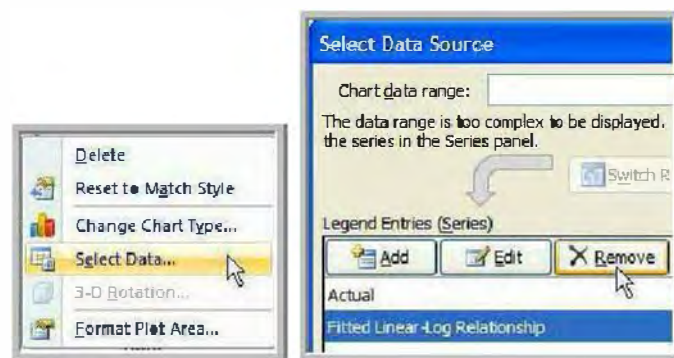 Delete
Reset to Match Style
Change Chart Type...
Select Data...
3-D Rotation...
Format Plot Area...
Select Data Source
Chart data range:
The data range is too complex to be displayed.
the series in the Series panel.
Switch R
Legend Entries (Series)
Add Edit Remove
Actual
Fitted Linear-Log Relationship